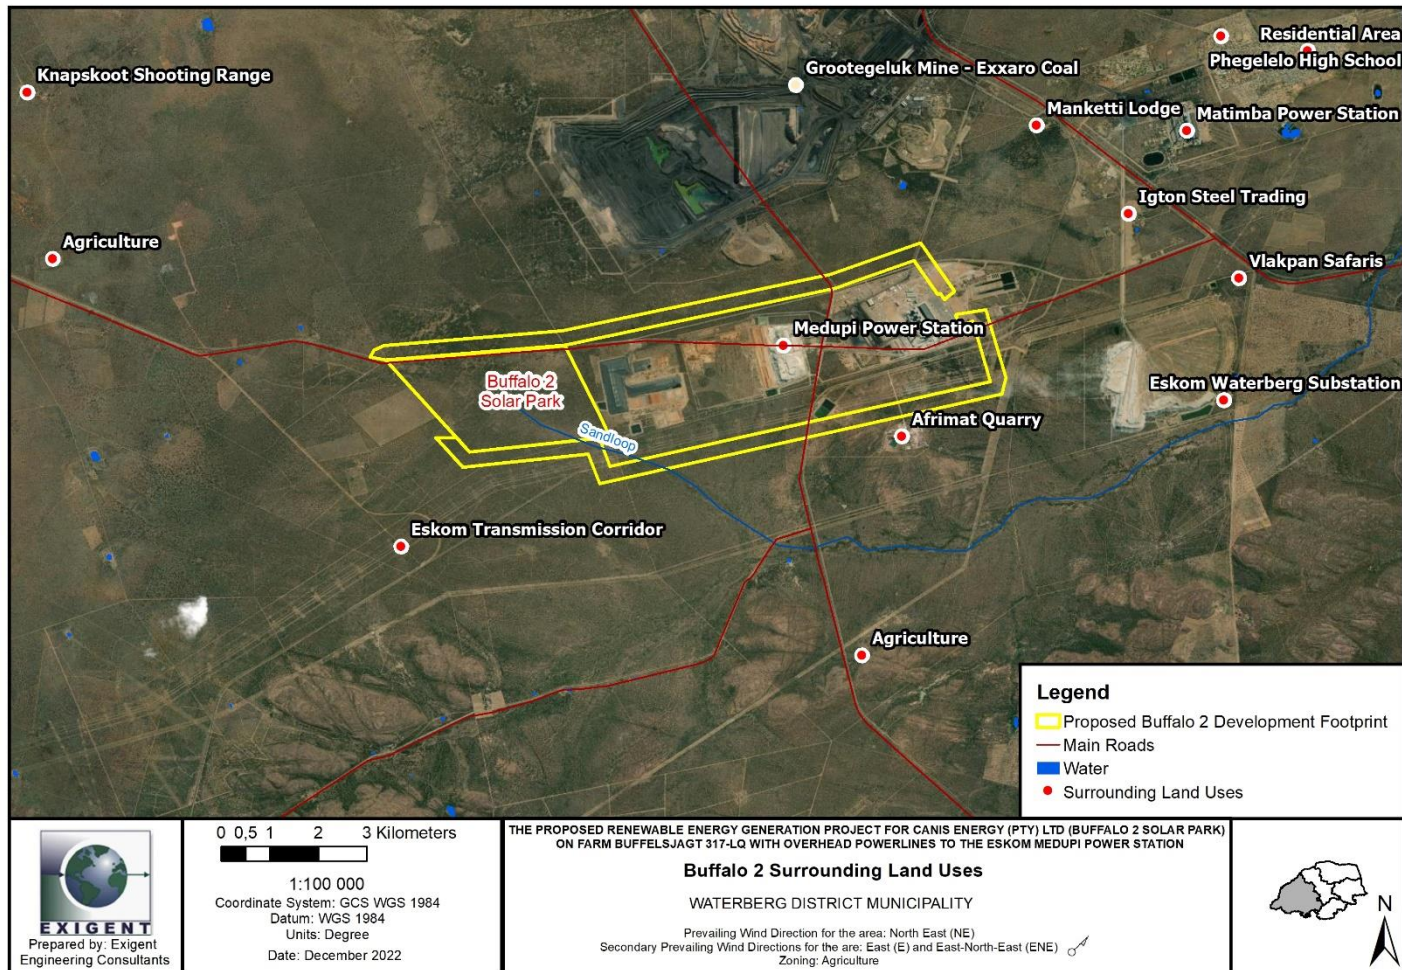 Residential Area
Phegelelo High School
Knapskoot Shooting Range
Grootegeluk Mine - Exxaro Coal
Manketti Lodge
Matimba Power Station
Igton Steel Trading
Agriculture
Vlakpan Safaris
Medupi Power Station
Buffalo 2
Solar Park
Eskom Waterberg Substation
Afrimat Quarry
Sandloop
Eskom Transmission Corridor
Agriculture
Legend
Proposed Buffalo 2 Development Footprint
Main Roads
Water
Surrounding Land Uses
EXIGENT
Prepared by: Exigent
Engineering Consultants
0 0,5 1 2 3 Kilometers
1:100 000
Coordinate System: GCS WGS 1984
Datum: WGS 1984
Units: Degree
Date: December 2022
THE PROPOSED RENEWABLE ENERGY GENERATION PROJECT FOR CANIS ENERGY (PTY) LTD (BUFFALO 2 SOLAR PARK)
ON FARM BUFFELSJAGT 317-LQ WITH OVERHEAD POWERLINES TO THE ESKOM MEDUPI POWER STATION
Buffalo 2 Surrounding Land Uses
WATERBERG DISTRICT MUNICIPALITY
Prevailing Wind Direction for the area: North East (NE)
Secondary Prevailing Wind Directions for the are: East (E) and East-North-East (ENE)
Zoning: Agriculture
N